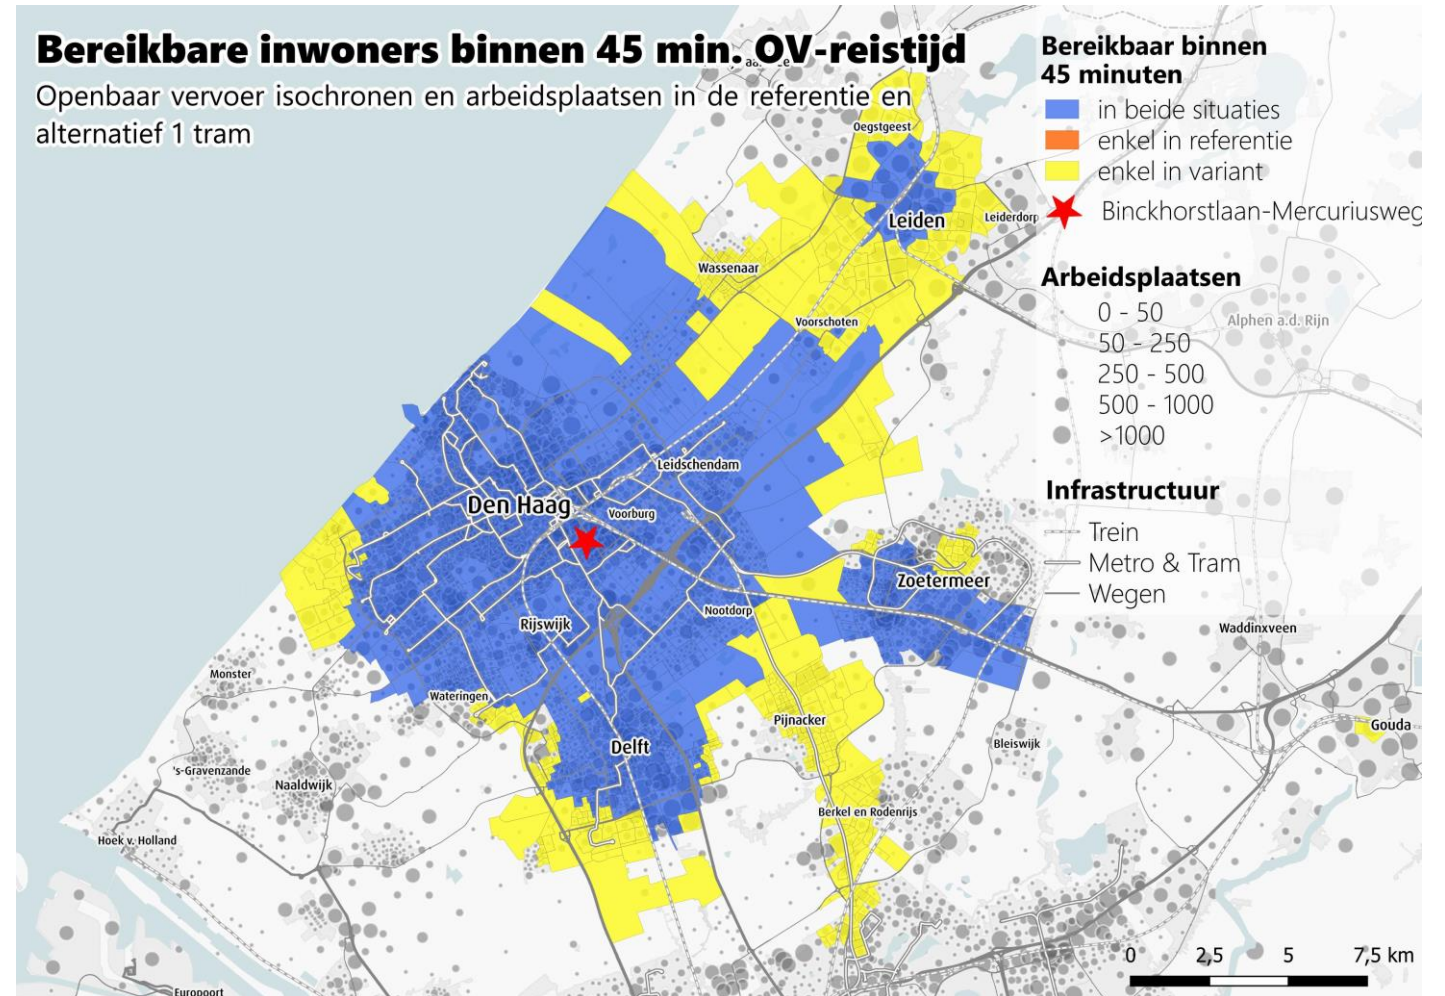 Bereikbare inwoners binnen 45 min. OV-reistijd
Openbaar vervoer isochronen en arbeidsplaatsen in de referentie en
alternatief 1 tram
Bereikbaar binnen
45 minuten
in beide situaties
enkel in referentie
enkel in variant
Binckhorstlaan-Mercuriusweg
Arbeidsplaatsen
0 - 50
50 - 250
250 - 500
500 - 1000
>1000
Infrastructuur
Trein
Metro & Tram
Wegen
Oegstgeest
Leiden
Leiderdorp
Wassenaar
Voorschoten
Alphen a.d. Rijn
Leidschendam
Den Haag
Voorburg
Zoetermeer
Nootdorp
Rijswijk
Waddinxveen
Monster
Wateringen
Pijnacker
Gouda
Delft
Bleiswijk
's-Gravenzande
Naaldwijk
Berkel en Rodenrijs
Hoek v. Holland
Europoort
0 2,5 5 7,5 km